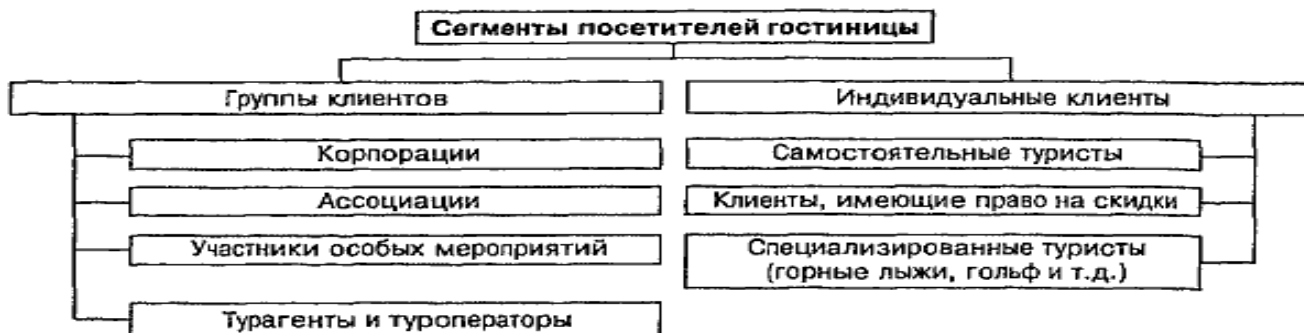 Сегменты посетителей гостиницы
Группы клиентов
Корпорации
Ассоциации
Участники особых мероприятий
Турагенты и туроператоры
Индивидуальные клиенты
Самостоятельные туристы
Клиенты, имеющие право на скидки
Специализированные туристы
(горные лыжи, гольф и т.д.)